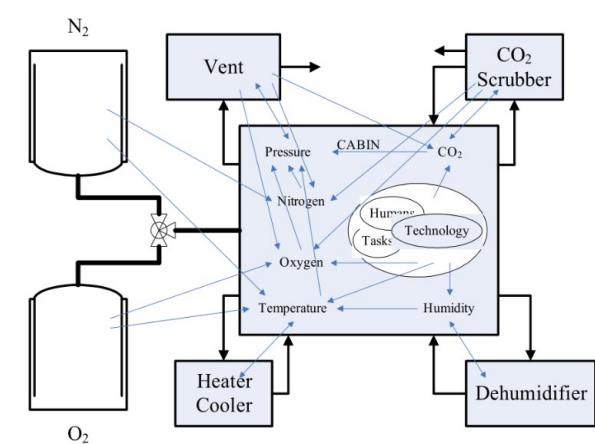 N₂
Vent
CO₂
Scrubber
CABIN
Pressure
CO₂
Nitrogen
Humans
Tasks
Technology
Oxygen
Temperature
Humidity
Heater
Cooler
Dehumidifier
O₂